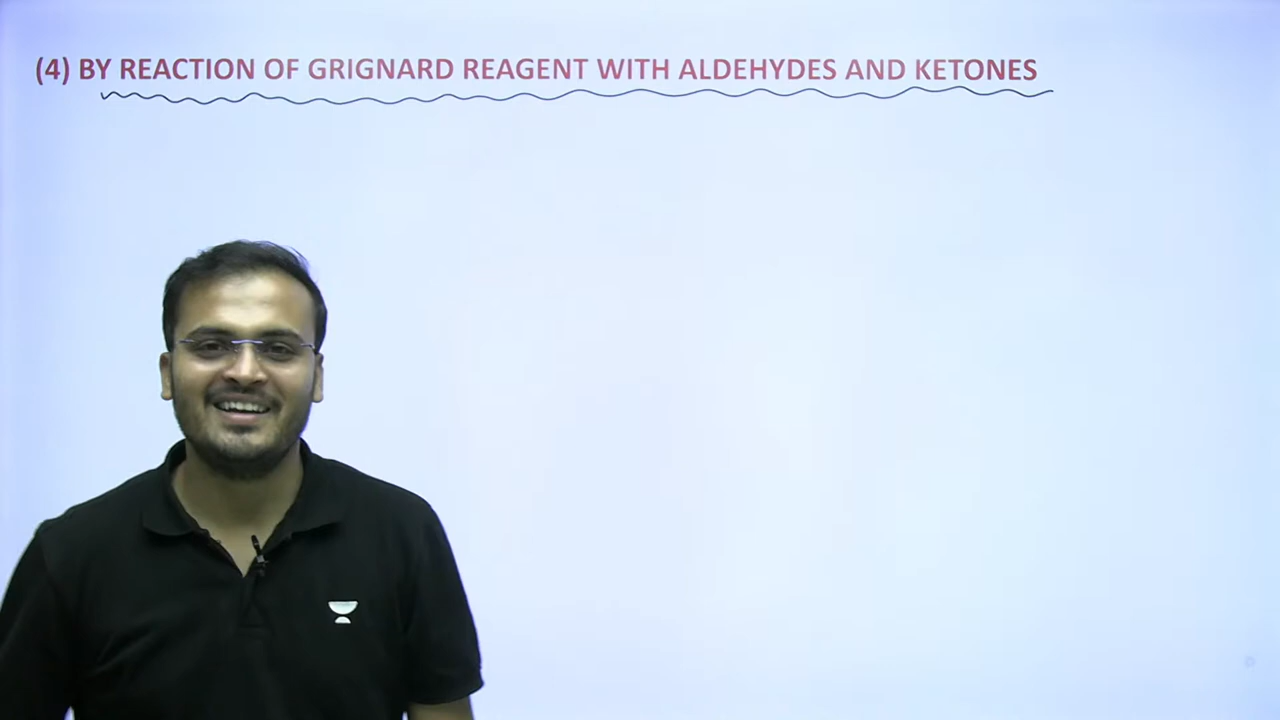 (4) BY REACTION OF GRIGNARD REAGENT WITH ALDEHYDES AND KETONES